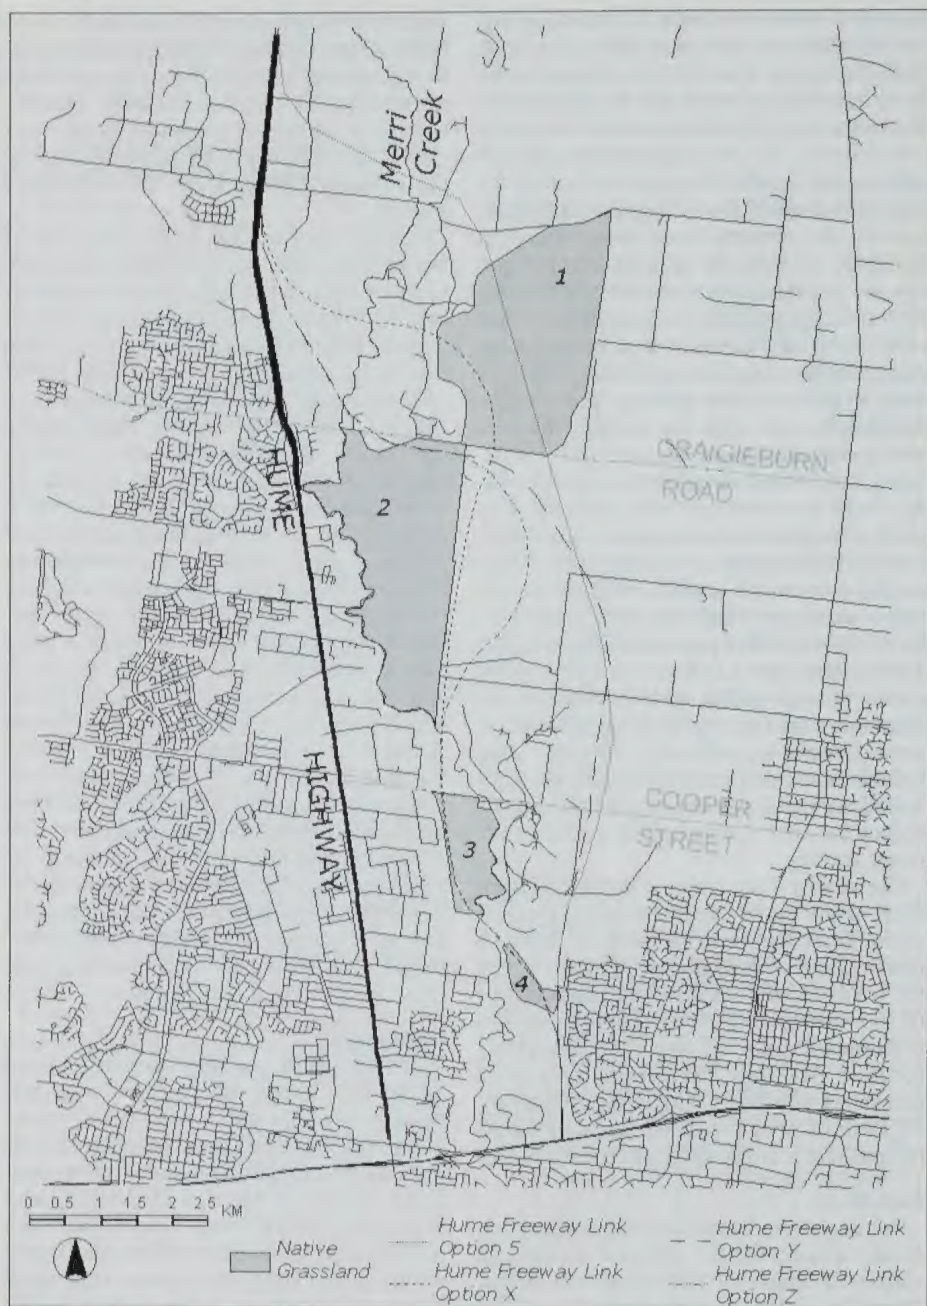 Merri
Creek
1
CRAIGIEBURN
ROAD
HUME
2
HIGHWAY
COOPER
STREET
3
4
0 0.5 1 1.5 2 2.5 KM
Native
Grassland
Hume Freeway Link
Option 5
Hume Freeway Link
Option X
Hume Freeway Link
Option Y
Hume Freeway Link
Option Z